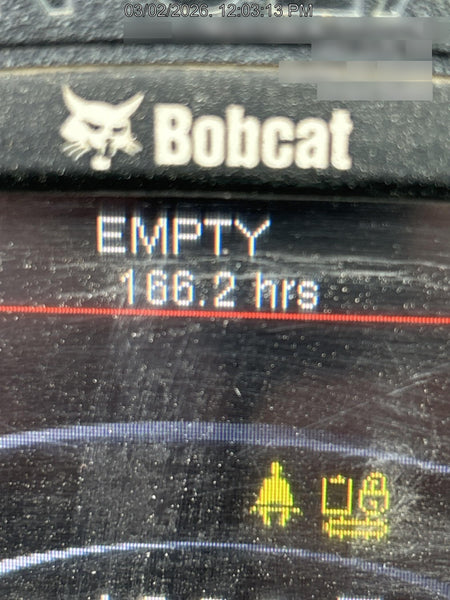 03/02/2026, 12:03:13 PM
Bobcat
EMPTY
166.2 hrs